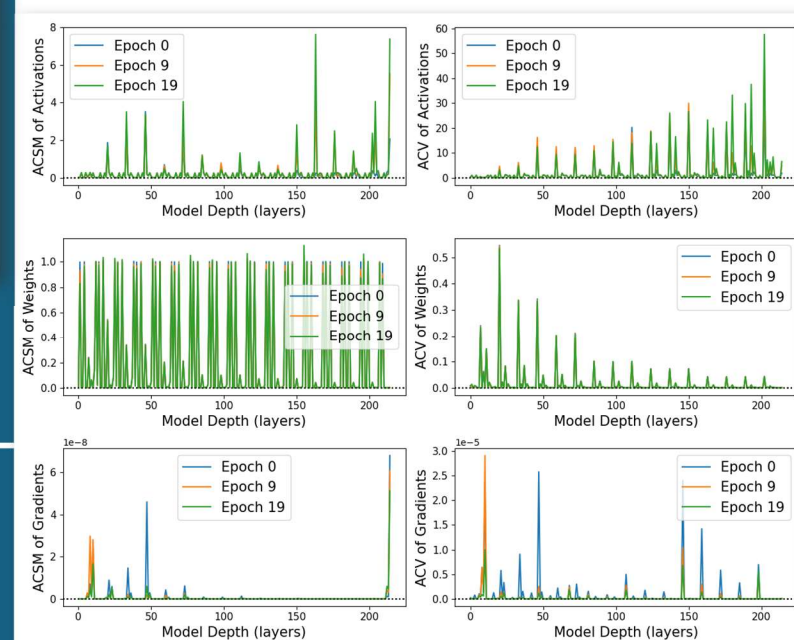 ACSM of Activations
8
6
4
2
0
Epoch 0
Epoch 9
Epoch 19
0 50 100 150 200
Model Depth (layers)
ACV of Activations
60
50
40
30
20
10
0
Epoch 0
Epoch 9
Epoch 19
0 50 100 150 200
Model Depth (layers)
ACSM of Weights
1.0
0.8
0.6
0.4
0.2
0.0
Epoch 0
Epoch 9
Epoch 19
0 50 100 150 200
Model Depth (layers)
ACV of Weights
0.5
0.4
0.3
0.2
0.1
0.0
Epoch 0
Epoch 9
Epoch 19
0 50 100 150 200
Model Depth (layers)
ACSM of Gradients
1e−8
6
4
2
0
Epoch 0
Epoch 9
Epoch 19
0 50 100 150 200
Model Depth (layers)
ACV of Gradients
1e−5
3.0
2.5
2.0
1.5
1.0
0.5
0.0
Epoch 0
Epoch 9
Epoch 19
0 50 100 150 200
Model Depth (layers)